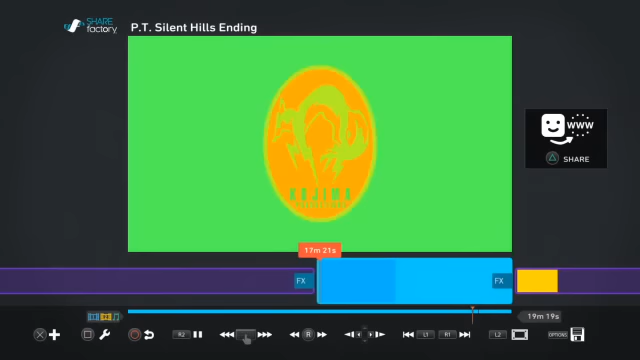 SHARE
factory
P.T. Silent Hills Ending
KOJIMA
PRODUCTIONS
WWW
SHARE
17m 21s
FX
FX
19m 19s
R2
R
L1
R1
L2
OPTIONS